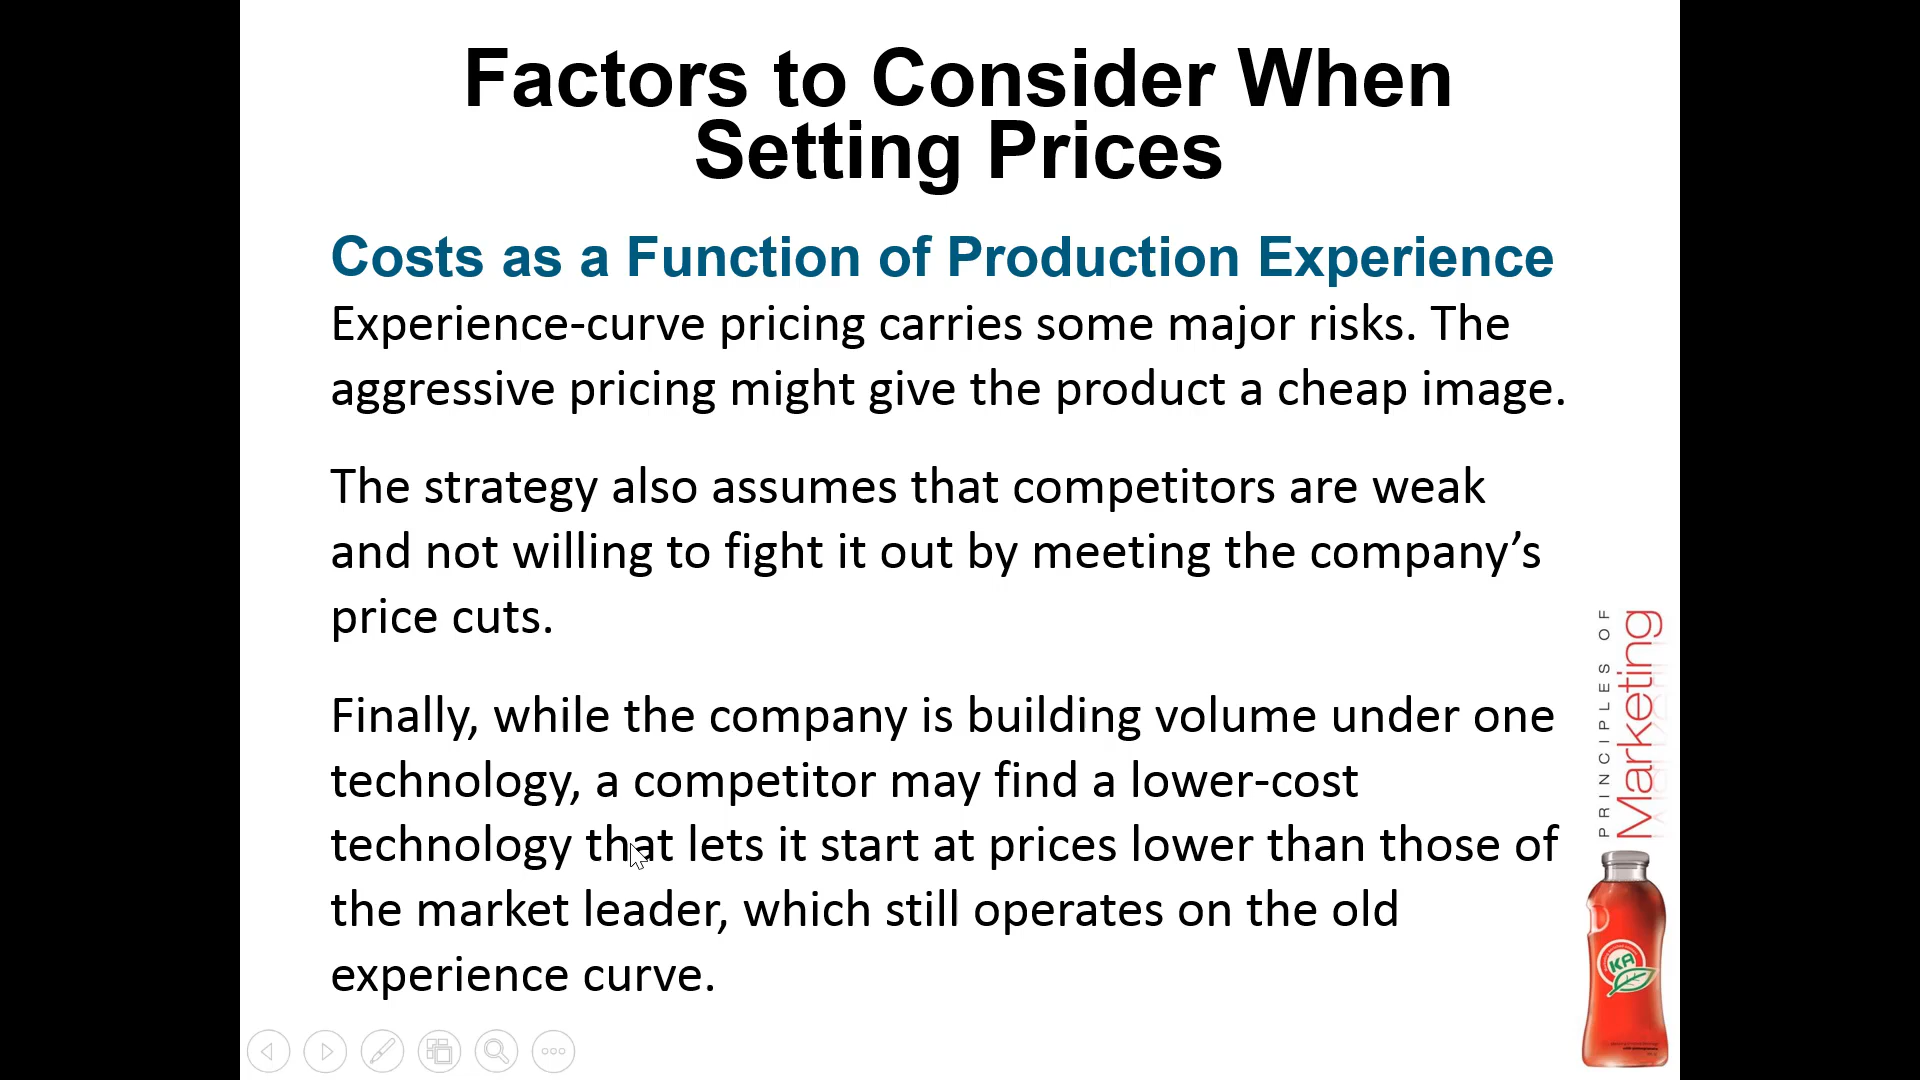 Factors to Consider When
Setting Prices
Costs as a Function of Production Experience
Experience-curve pricing carries some major risks. The
aggressive pricing might give the product a cheap image.
The strategy also assumes that competitors are weak
and not willing to fight it out by meeting the company’s
price cuts.
Finally, while the company is building volume under one
technology, a competitor may find a lower-cost
technology that lets it start at prices lower than those of
the market leader, which still operates on the old
experience curve.
PRINCIPLES OF
Marketing
KA